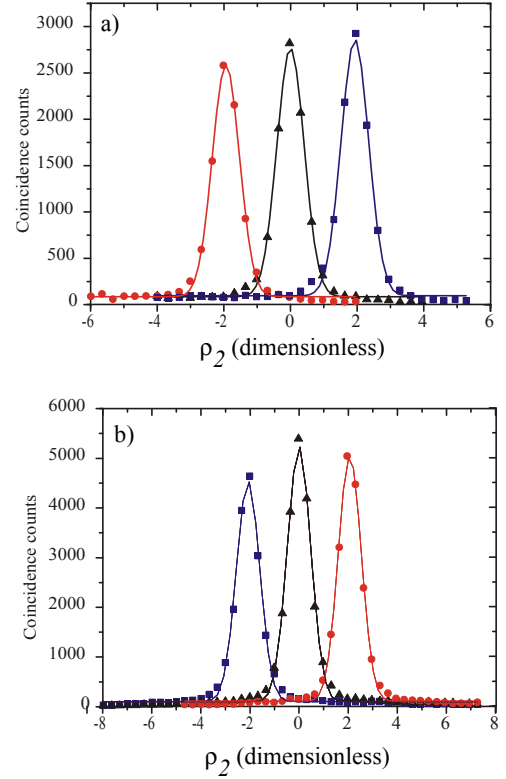 a)
3000
2500
2000
1500
1000
500
0
Coincidence counts
-6 -4 -2 0 2 4 6
ρ2 (dimensionless)
b)
6000
5000
4000
3000
2000
1000
0
Coincidence counts
-8 -6 -4 -2 0 2 4 6 8
ρ2 (dimensionless)